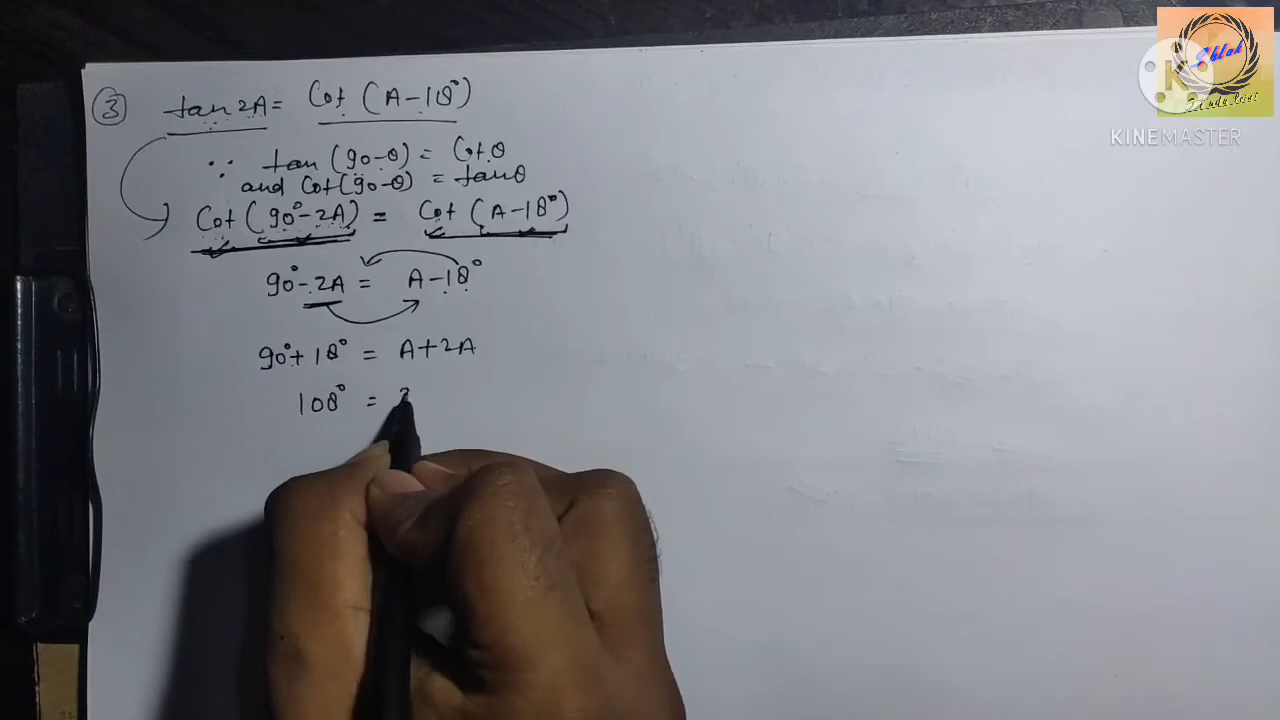 ③ tan 2A = Cot (A-18°)
∵ tan (90-θ) = Cot θ
and Cot (90-θ) = tan θ
Cot (90°-2A) = Cot (A-18°)
90°-2A = A-18°
90°+18° = A+2A
108° =
KINEMASTER